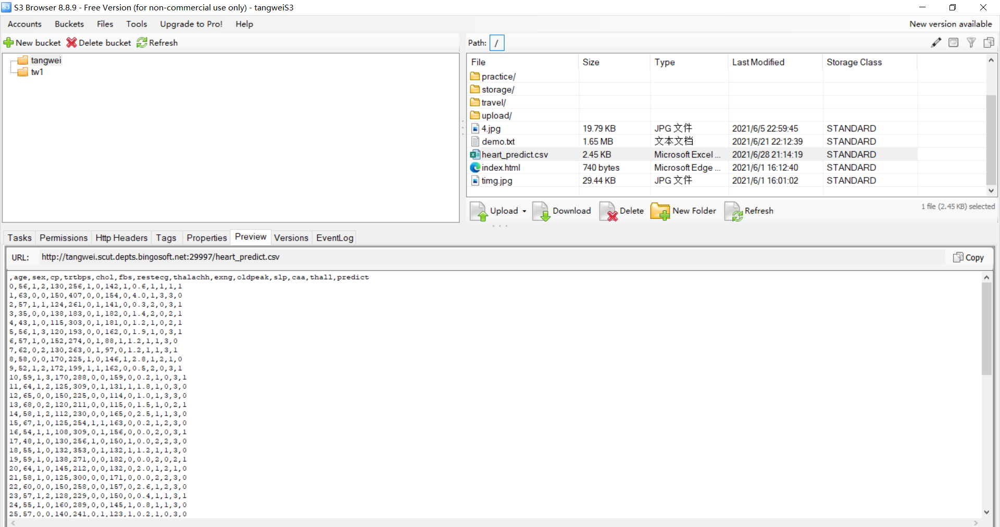 S3 Browser 8.8.9 - Free Version (for non-commercial use only) - tangweiS3
Accounts Buckets Files Tools Upgrade to Pro! Help New version available
New bucket Delete bucket Refresh
tangwei
tw1
Path: /
File Size Type Last Modified Storage Class
practice/
storage/
travel/
upload/
4.jpg 19.79 KB JPG 文件 2021/6/5 22:59:45 STANDARD
demo.txt 1.65 MB 文本文档 2021/6/21 22:12:39 STANDARD
heart_predict.csv 2.45 KB Microsoft Excel ... 2021/6/28 21:14:19 STANDARD
index.html 740 bytes Microsoft Edge ... 2021/6/1 16:12:40 STANDARD
timg.jpg 29.44 KB JPG 文件 2021/6/1 16:01:02 STANDARD
Upload Download Delete New Folder Refresh 1 file (2.45 KB) selected
Tasks Permissions Http Headers Tags Properties Preview Versions EventLog
URL: http://tangwei.scut.depts.bingosoft.net:29997/heart_predict.csv Copy
,age,sex,cp,trtbps,chol,fbs,restecg,thalachh,exng,oldpeak,slp,caa,thall,predict
0,56,1,2,130,256,1,0,142,1,0.6,1,1,1,1
1,63,0,0,150,407,0,0,154,0,4.0,1,3,3,0
2,57,1,1,124,261,0,1,141,0,0.3,2,0,3,1
3,35,0,0,138,183,0,1,182,0,1.4,2,0,2,1
4,43,1,0,115,303,0,1,181,0,1.2,1,0,2,1
5,56,1,3,120,193,0,0,162,0,1.9,1,0,3,1
6,57,1,0,152,274,0,1,88,1,1.2,1,1,3,0
7,62,0,2,130,263,0,1,97,0,1.2,1,1,3,1
8,58,0,0,170,225,1,0,146,1,2.8,1,2,1,0
9,52,1,2,172,199,1,1,162,0,0.5,2,0,3,1
10,59,1,3,170,288,0,0,159,0,0.2,1,0,3,1
11,64,1,2,125,309,0,1,131,1,1.8,1,0,3,0
12,65,0,0,150,225,0,0,114,0,1.0,1,3,3,0
13,68,0,2,120,211,0,0,115,0,1.5,1,0,2,1
14,58,1,2,112,230,0,0,165,0,2.5,1,1,3,0
15,67,1,0,125,254,1,1,163,0,0.2,1,2,3,0
16,54,1,1,108,309,0,1,156,0,0.0,2,0,3,1
17,48,1,0,130,256,1,0,150,1,0.0,2,2,3,0
18,55,1,0,132,353,0,1,132,1,1.2,1,1,3,0
19,59,1,0,138,271,0,0,182,0,0.0,2,0,2,1
20,64,1,0,145,212,0,0,132,0,2.0,1,2,1,0
21,58,1,0,125,300,0,0,171,0,0.0,2,2,3,0
22,60,0,0,150,258,0,0,157,0,2.6,1,2,3,0
23,57,1,2,128,229,0,0,150,0,0.4,1,1,3,1
24,55,1,0,160,289,0,0,145,1,0.8,1,1,3,0
25,57,0,0,140,241,0,1,123,1,0.2,1,0,3,0